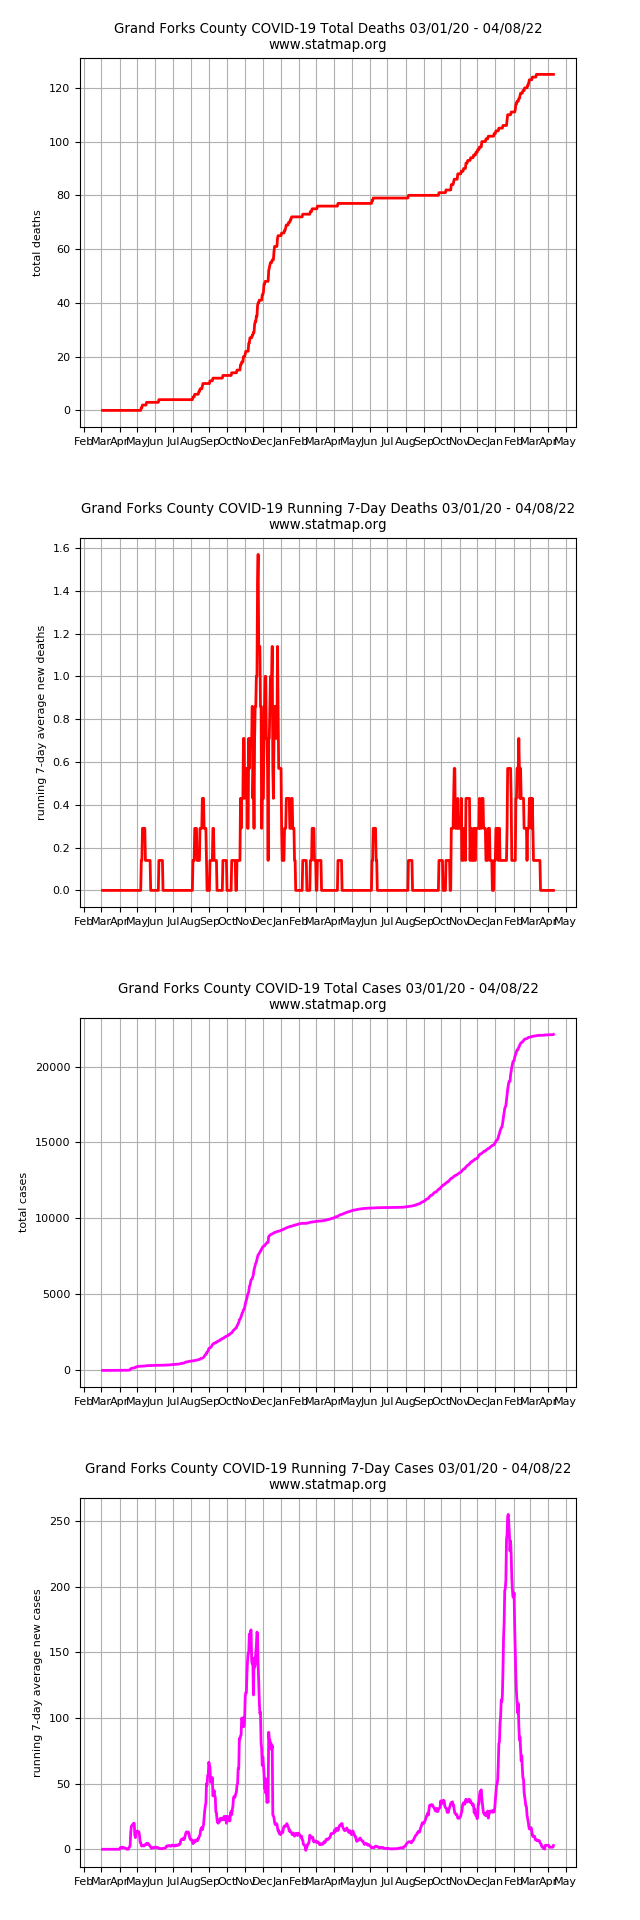 Grand Forks County COVID-19 Total Deaths 03/01/20 - 04/08/22
www.statmap.org
120
100
80
60
40
20
0
total deaths
Feb Mar Apr May Jun Jul Aug Sep Oct Nov Dec Jan Feb Mar Apr May Jun Jul Aug Sep Oct Nov Dec Jan Feb Mar Apr May
Grand Forks County COVID-19 Running 7-Day Deaths 03/01/20 - 04/08/22
www.statmap.org
1.6
1.4
1.2
1.0
0.8
0.6
0.4
0.2
0.0
running 7-day average new deaths
Feb Mar Apr May Jun Jul Aug Sep Oct Nov Dec Jan Feb Mar Apr May Jun Jul Aug Sep Oct Nov Dec Jan Feb Mar Apr May
Grand Forks County COVID-19 Total Cases 03/01/20 - 04/08/22
www.statmap.org
20000
15000
10000
5000
0
total cases
Feb Mar Apr May Jun Jul Aug Sep Oct Nov Dec Jan Feb Mar Apr May Jun Jul Aug Sep Oct Nov Dec Jan Feb Mar Apr May
Grand Forks County COVID-19 Running 7-Day Cases 03/01/20 - 04/08/22
www.statmap.org
250
200
150
100
50
0
running 7-day average new cases
Feb Mar Apr May Jun Jul Aug Sep Oct Nov Dec Jan Feb Mar Apr May Jun Jul Aug Sep Oct Nov Dec Jan Feb Mar Apr May